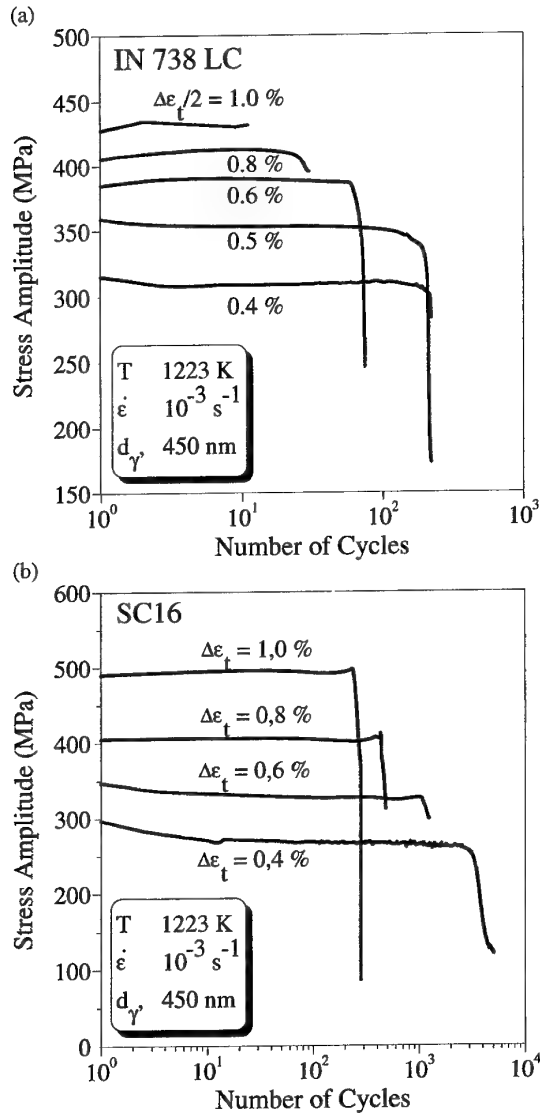 (a)
500
IN 738 LC
450
Δε_t/2 = 1.0 %
400
0.8 %
0.6 %
350
0.5 %
300
0.4 %
250
200
150
Stress Amplitude (MPa)
T 1223 K
ε̇ 10^-3 s^-1
d_γ' 450 nm
10^0 10^1 10^2 10^3
Number of Cycles
(b)
600
SC16
500
Δε_t = 1,0 %
400
Δε_t = 0,8 %
Δε_t = 0,6 %
300
Δε_t = 0,4 %
200
100
0
Stress Amplitude (MPa)
T 1223 K
ε̇ 10^-3 s^-1
d_γ' 450 nm
10^0 10^1 10^2 10^3 10^4
Number of Cycles